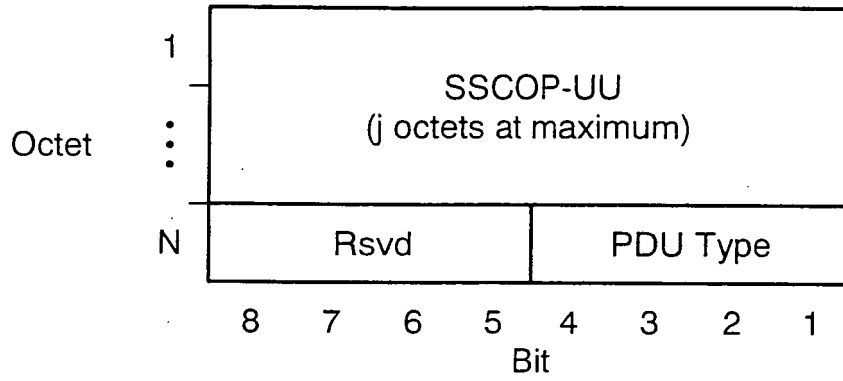 1
SSCOP-UU
(j octets at maximum)
Octet
N
Rsvd
PDU Type
8 7 6 5 4 3 2 1
Bit